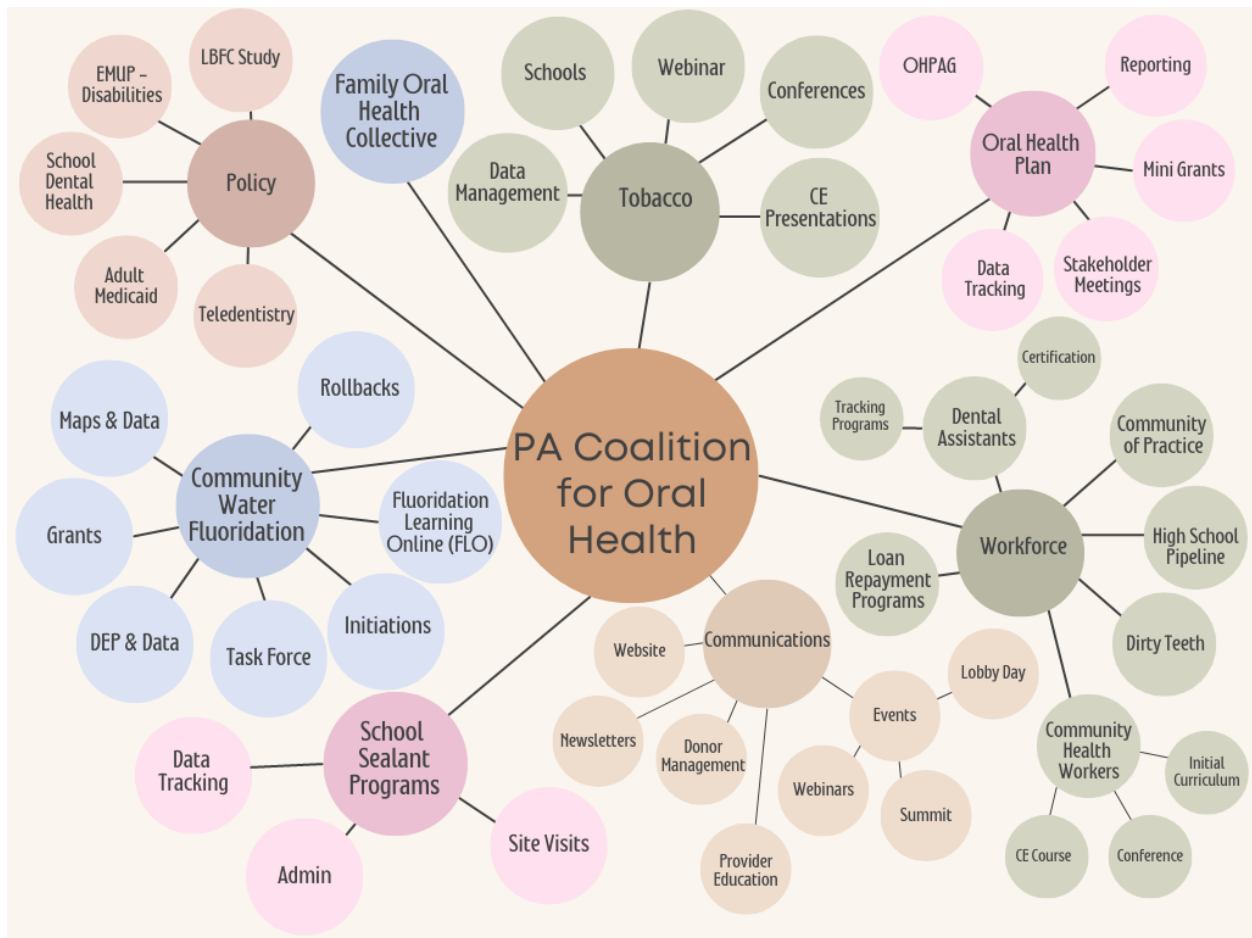 LBFC Study
EMUP –
Disabilities
School
Dental
Health
Policy
Adult
Medicaid
Teledentistry
Family Oral
Health
Collective
Schools
Webinar
Conferences
Data
Management
Tobacco
CE
Presentations
OHPAG
Reporting
Oral Health
Plan
Mini Grants
Data
Tracking
Stakeholder
Meetings
Rollbacks
Maps & Data
Community
Water
Fluoridation
Fluoridation
Learning
Online (FLO)
Grants
DEP & Data
Task Force
Initiations
PA Coalition
for Oral
Health
Certification
Tracking
Programs
Dental
Assistants
Community
of Practice
Workforce
High School
Pipeline
Loan
Repayment
Programs
Dirty Teeth
Community
Health
Workers
Initial
Curriculum
CE Course
Conference
School
Sealant
Programs
Data
Tracking
Admin
Site Visits
Communications
Website
Newsletters
Donor
Management
Provider
Education
Events
Lobby Day
Webinars
Summit